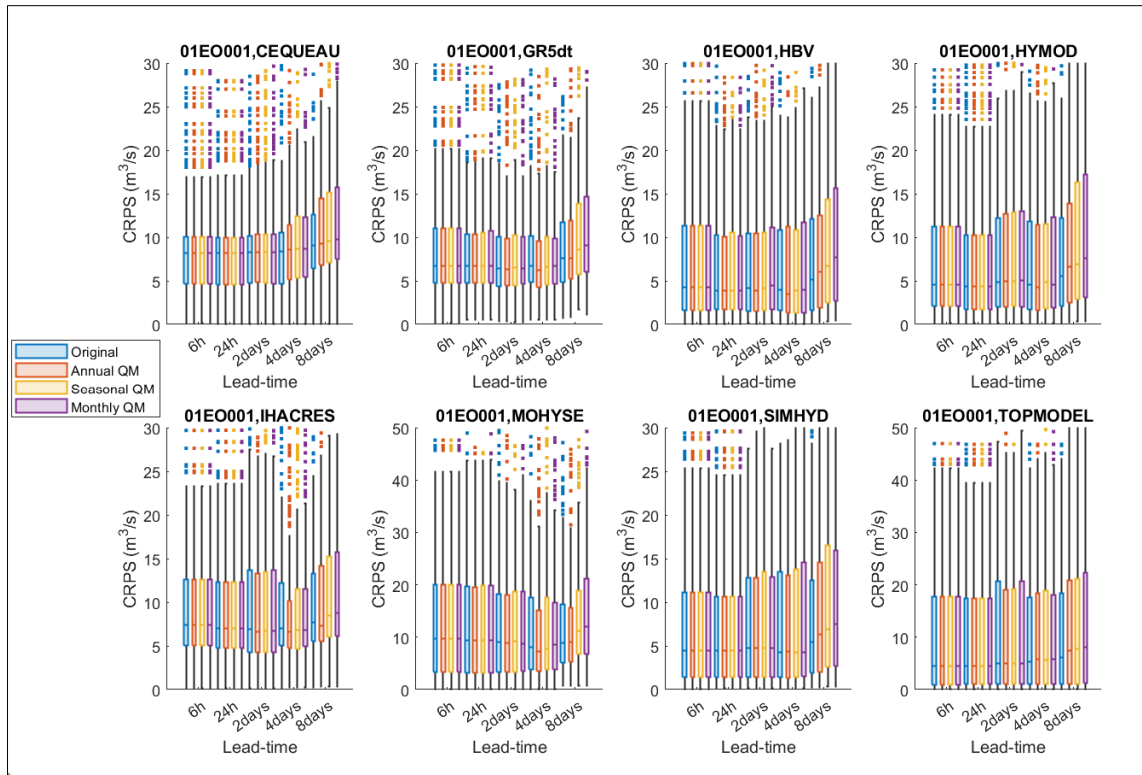 01EO001,CEQUEAU
01EO001,GR5dt
01EO001,HBV
01EO001,HYMOD
CRPS (m³/s)
30
25
20
15
10
5
0
6h
24h
2days
4days
8days
Lead-time
CRPS (m³/s)
30
25
20
15
10
5
0
6h
24h
2days
4days
8days
Lead-time
CRPS (m³/s)
30
25
20
15
10
5
0
6h
24h
2days
4days
8days
Lead-time
CRPS (m³/s)
30
25
20
15
10
5
0
6h
24h
2days
4days
8days
Lead-time
Original
Annual QM
Seasonal QM
Monthly QM
01EO001,IHACRES
01EO001,MOHYSE
01EO001,SIMHYD
01EO001,TOPMODEL
CRPS (m³/s)
30
25
20
15
10
5
0
6h
24h
2days
4days
8days
Lead-time
CRPS (m³/s)
50
40
30
20
10
0
6h
24h
2days
4days
8days
Lead-time
CRPS (m³/s)
30
25
20
15
10
5
0
6h
24h
2days
4days
8days
Lead-time
CRPS (m³/s)
50
40
30
20
10
0
6h
24h
2days
4days
8days
Lead-time